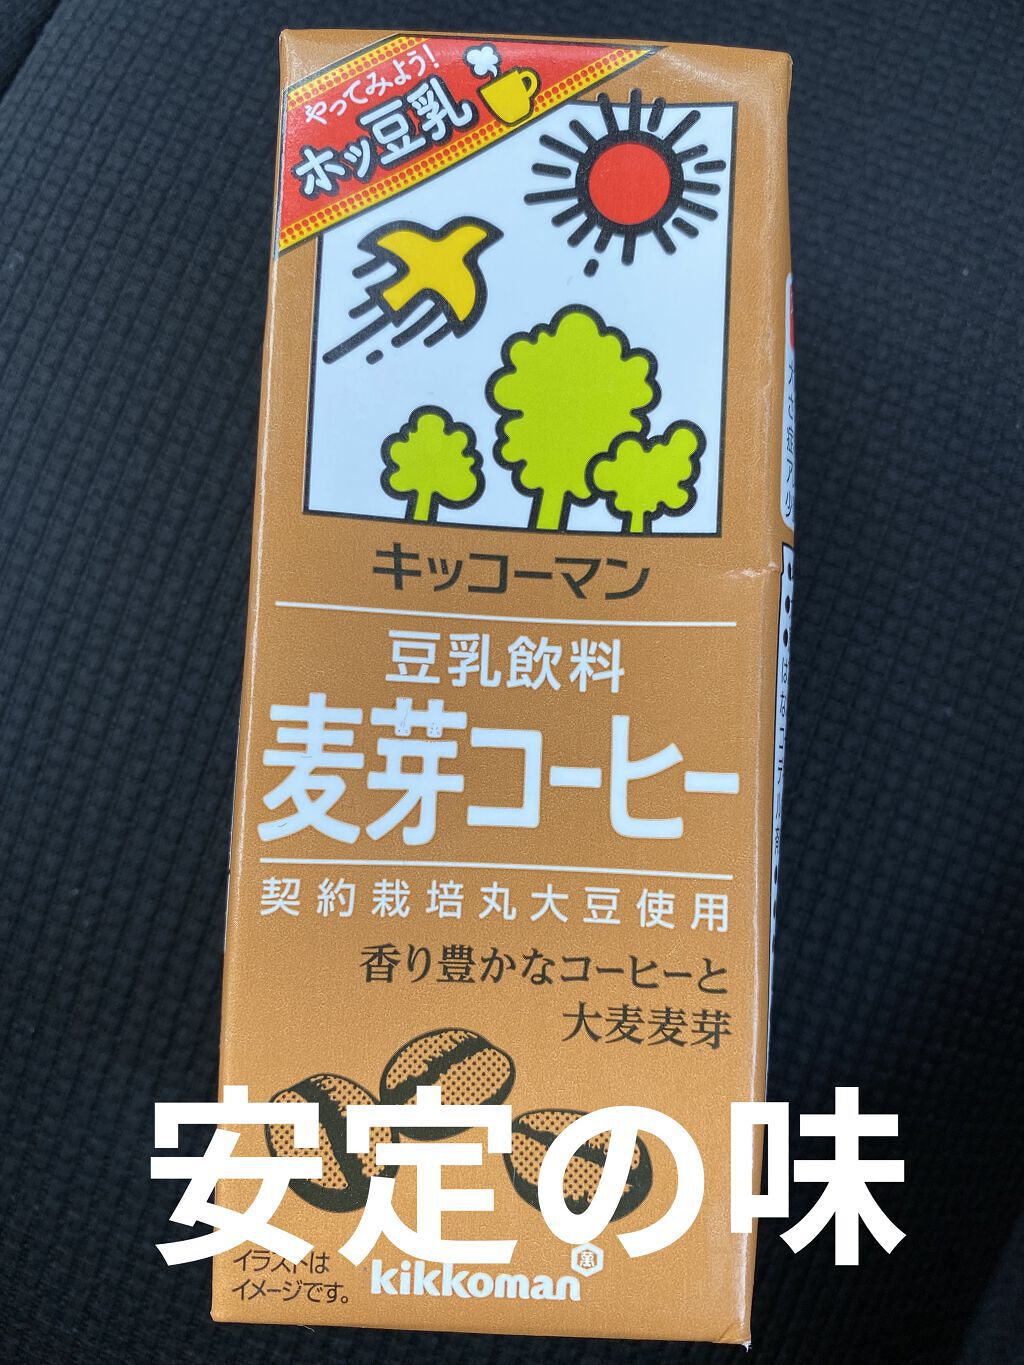 やってみよう!
ホッ豆乳
キッコーマン
豆乳飲料
麦芽コーヒー
契約栽培丸大豆使用
香り豊かなコーヒーと
大麦麦芽
安定の味
イラストは
イメージです。
kikkoman